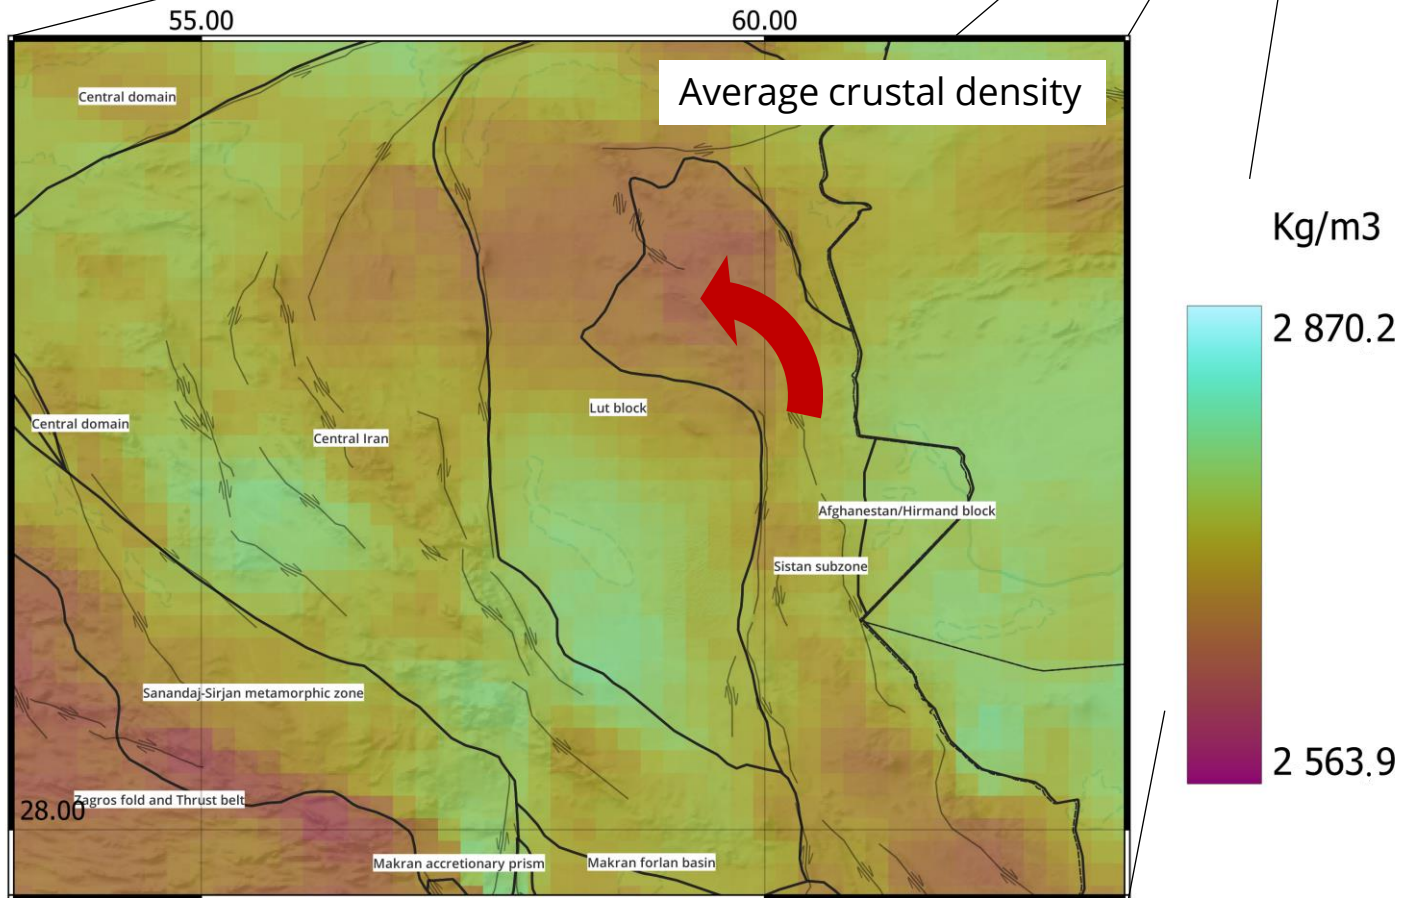 55.00
60.00
Average crustal density
Central domain
Kg/m3
2 870.2
Lut block
Central domain
Central Iran
Afghanestan/Hirmand block
Sistan subzone
Sanandaj-Sirjan metamorphic zone
2 563.9
Zagros fold and Thrust belt
28.00
Makran accretionary prism
Makran forlan basin